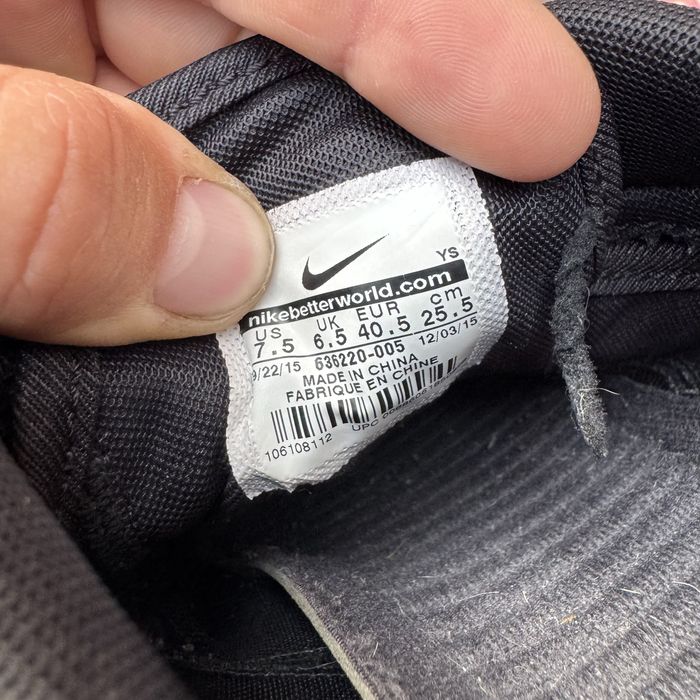 YS
nikebetterworld.com
US UK EUR cm
7.5 6.5 40.5 25.5
9/22/15 636220-005 12/03/15
MADE IN CHINA
FABRIQUE EN CHINE
106108112
UPC